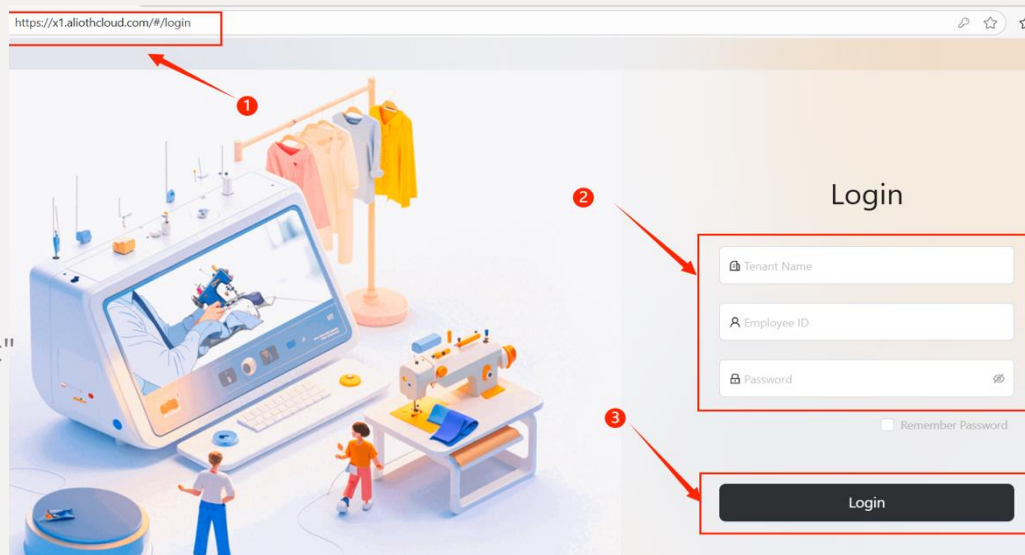 https://x1.aliothcloud.com/#/login
1
2
Login
Tenant Name
Employee ID
"
Password
3
Remember Password
Login